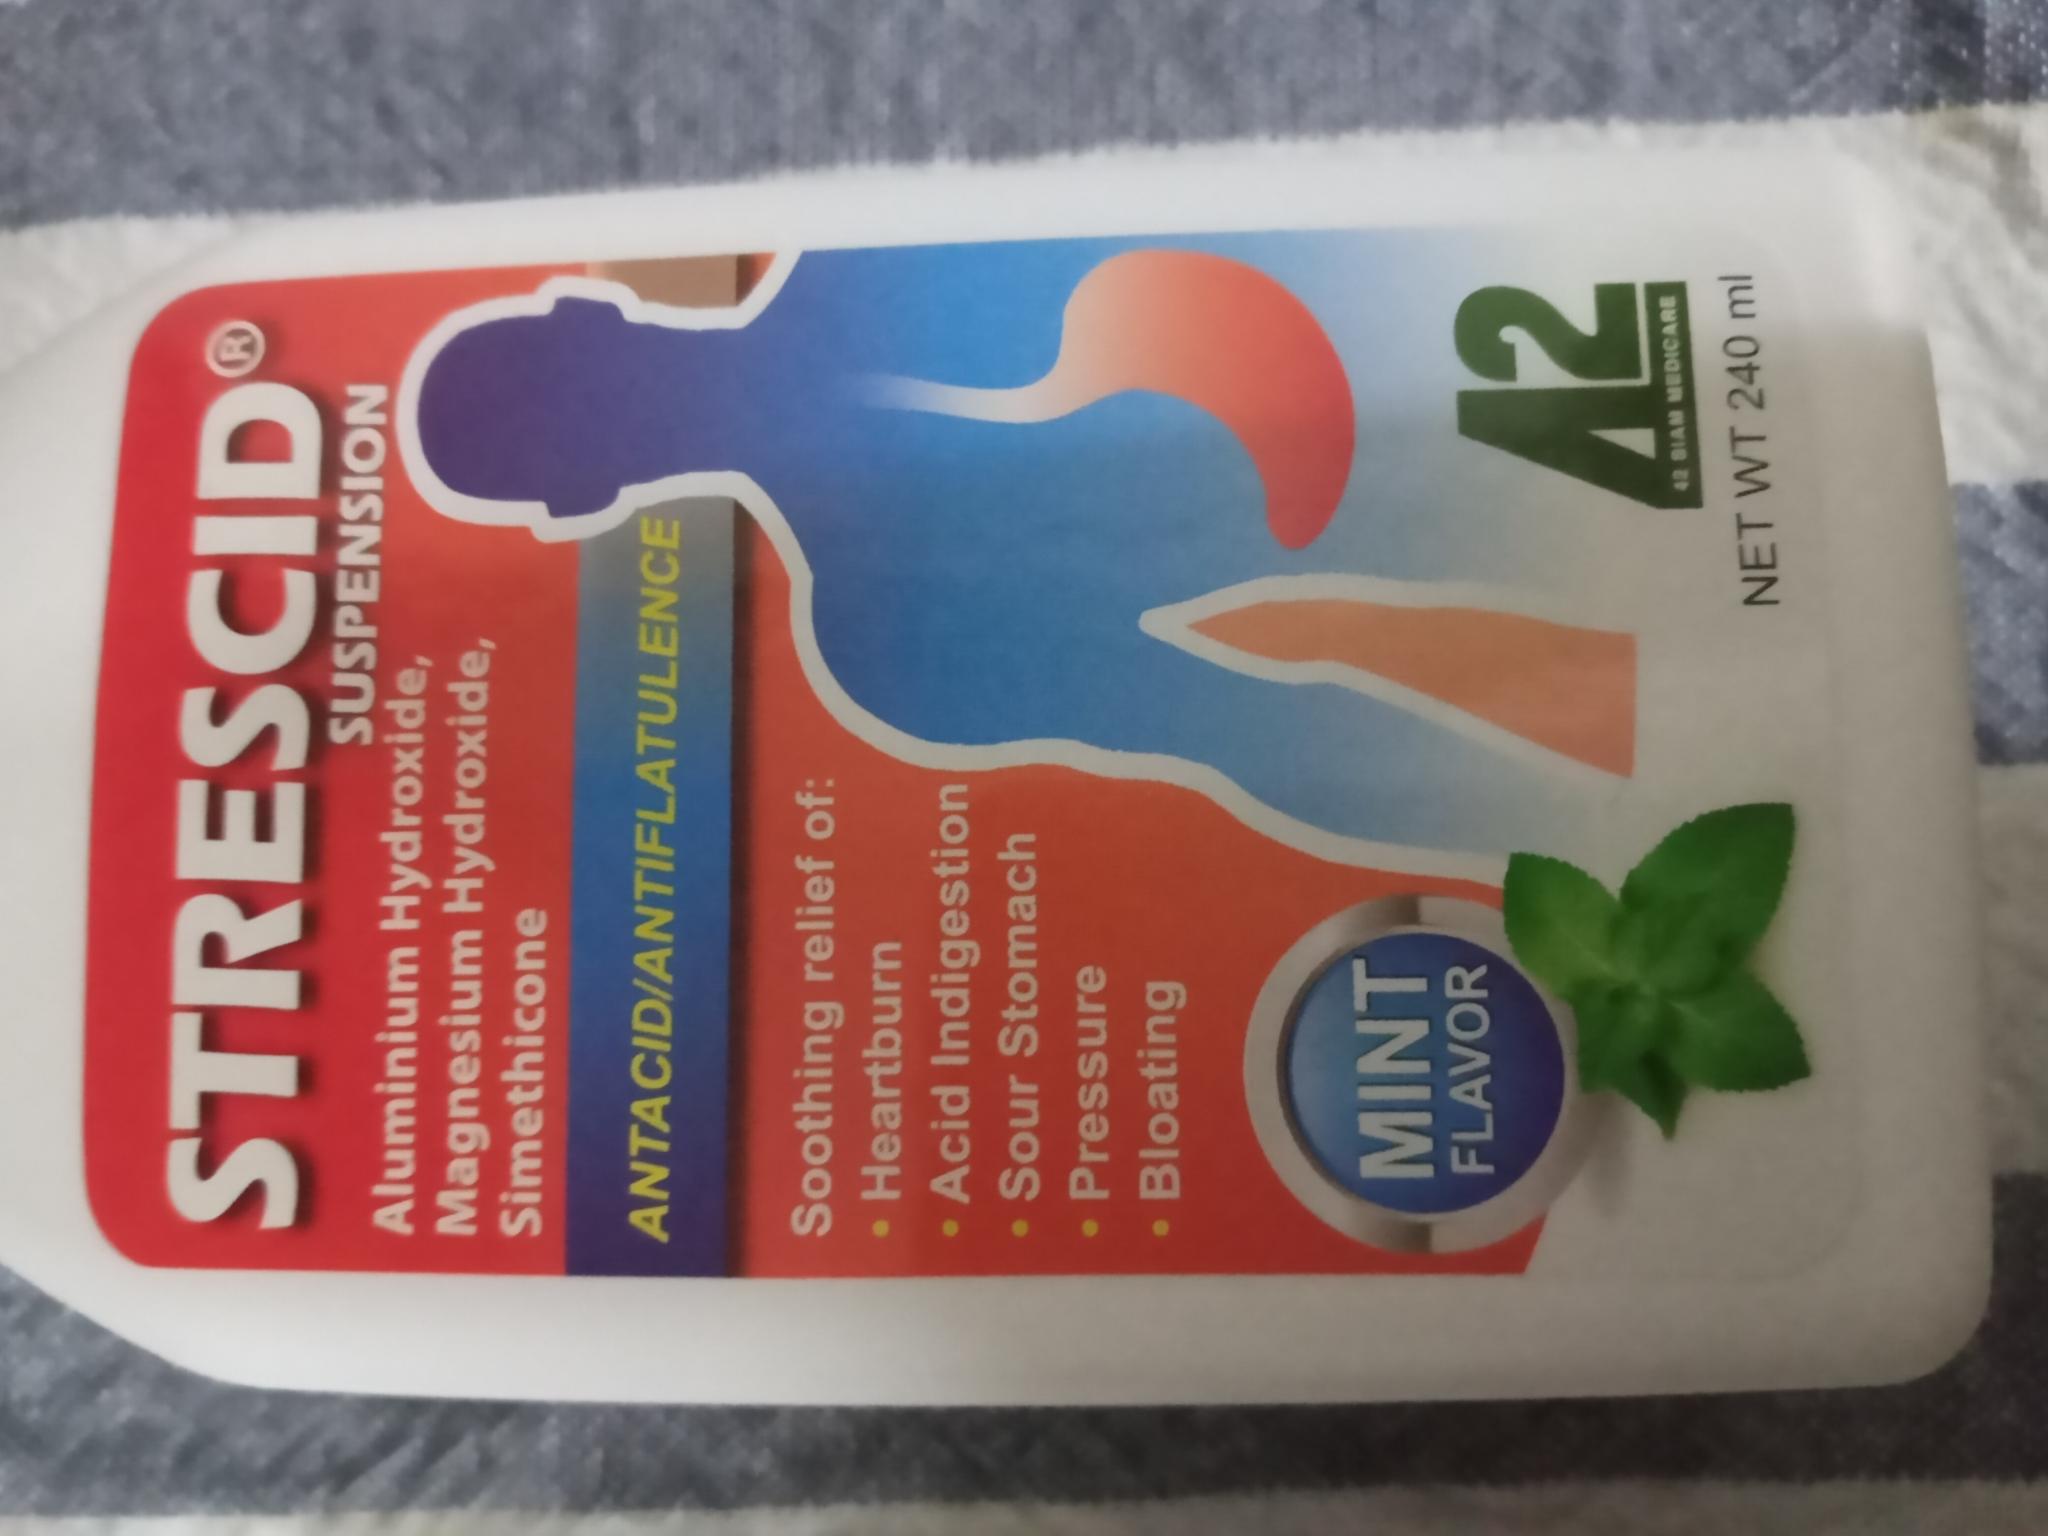 STRESCID®
SUSPENSION
Aluminium Hydroxide,
Magnesium Hydroxide,
Simethicone
ANTACID/ANTIFLATULENCE
Soothing relief of:
• Heartburn
• Acid Indigestion
• Sour Stomach
• Pressure
• Bloating
MINT
FLAVOR
42
42 SIAM MEDICARE
NET WT 240 ml